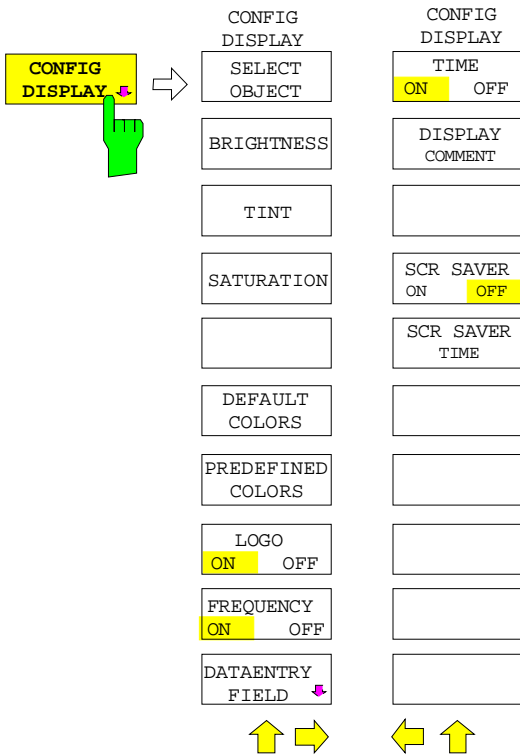 CONFIG
DISPLAY
CONFIG
DISPLAY
SELECT
OBJECT
BRIGHTNESS
TINT
SATURATION
DEFAULT
COLORS
PREDEFINED
COLORS
LOGO
ON OFF
FREQUENCY
ON OFF
DATAENTRY
FIELD
CONFIG
DISPLAY
TIME
ON OFF
DISPLAY
COMMENT
SCR SAVER
ON OFF
SCR SAVER
TIME